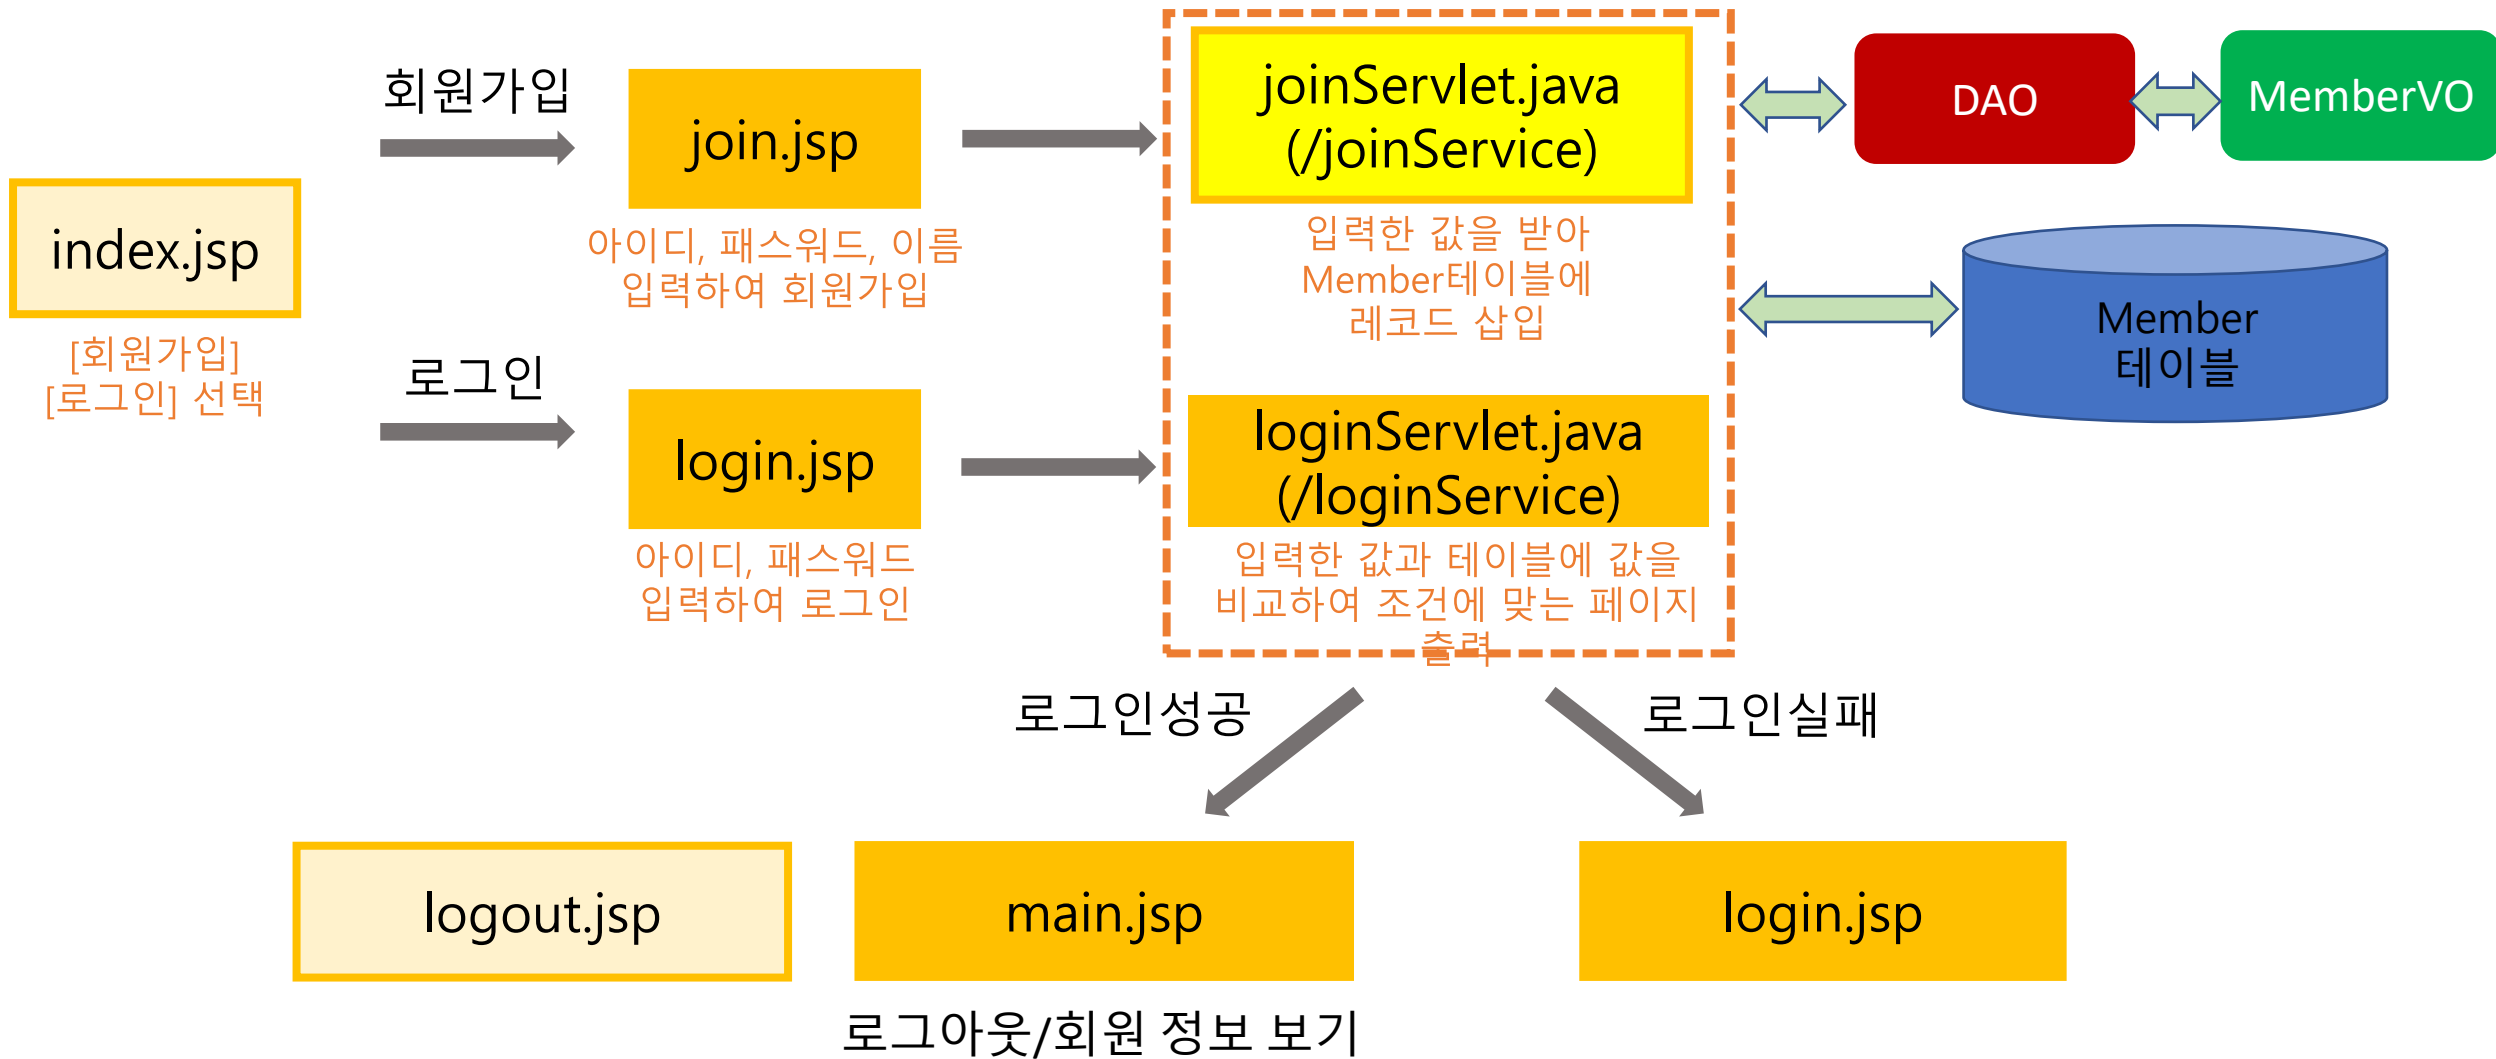 회원가입
join.jsp
아이디, 패스워드, 이름
입력하여 회원가입
index.jsp
[회원가입]
[로그인] 선택
로그인
login.jsp
아이디, 패스워드
입력하여 로그인
joinServlet.java
(/joinService)
입력하 값을 받아
Member테이블에
레코드 삽입
loginServlet.java
(/loginService)
입력한 값과 테이블에 값을
비교하여 조건에 맞는 페이지
출력
DAO
MemberVO
Member
테이블
로그인성공
로그인실패
logout.jsp
main.jsp
login.jsp
로그아웃/회원 정보 보기